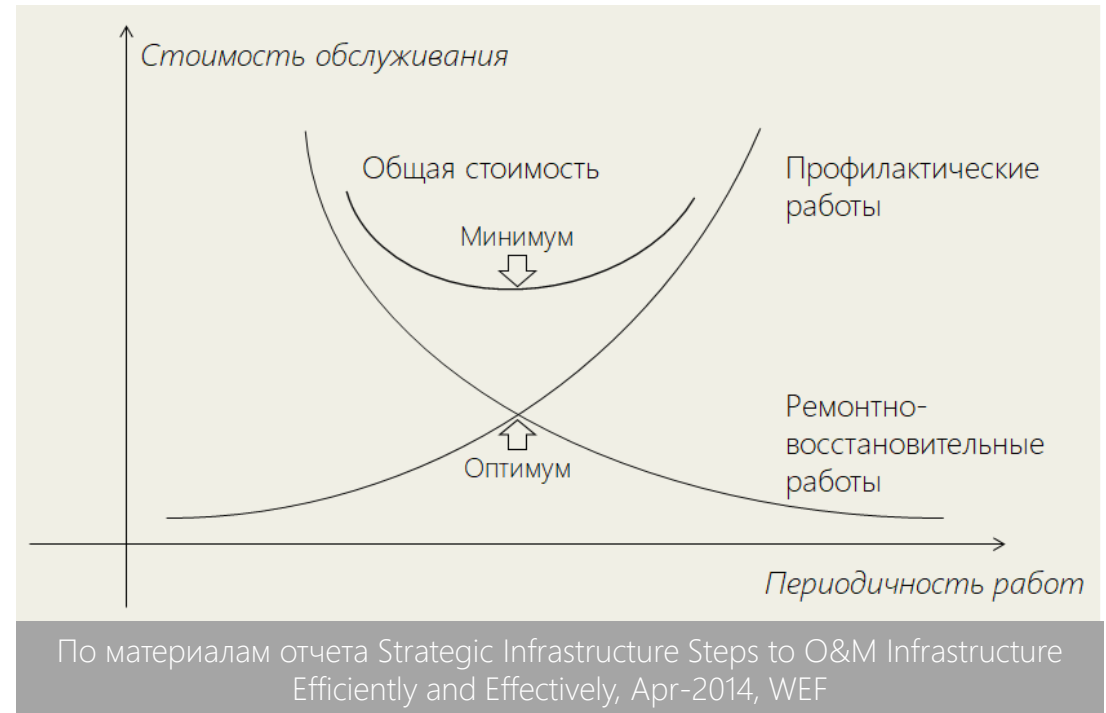 Стоимость обслуживания
Общая стоимость
Минимум
Профилактические
работы
Оптимум
Ремонтно-
восстановительные
работы
Периодичность работ
По материалам отчета Strategic Infrastructure Steps to O&M Infrastructure
Efficiently and Effectively, Apr-2014, WEF